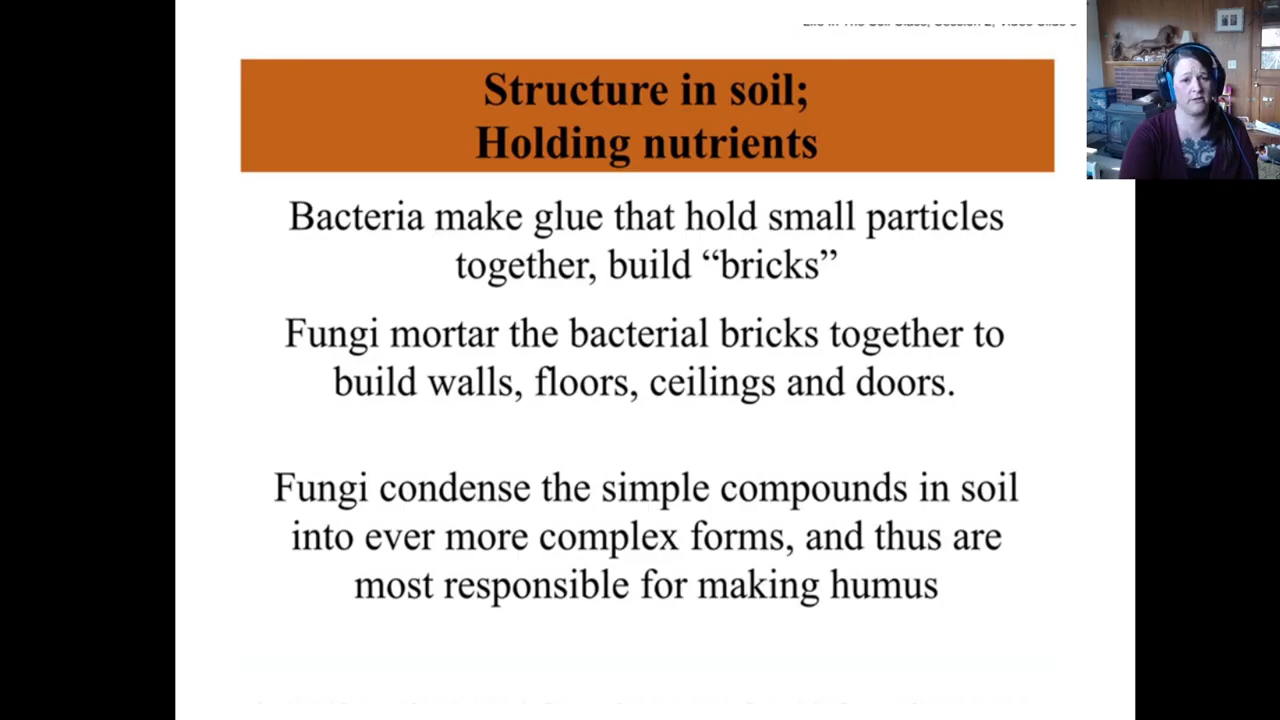 Structure in soil;
Holding nutrients
Bacteria make glue that hold small particles
together, build “bricks”
Fungi mortar the bacterial bricks together to
build walls, floors, ceilings and doors.
Fungi condense the simple compounds in soil
into ever more complex forms, and thus are
most responsible for making humus